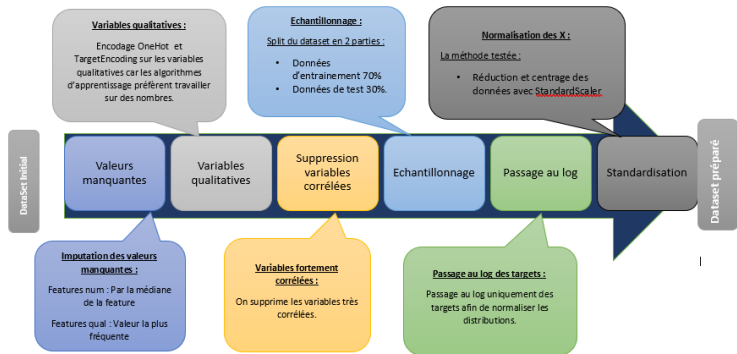 Variables qualitatives :
Encodage OneHot et
TargetEncoding sur les variables
qualitatives car les algorithmes
d'apprentissage préfèrent travailler
sur des nombres.
Echantillonnage :
Split du dataset en 2 parties :
• Données
d'entrainement 70%
• Données de test 30%.
Normalisation des X :
La méthode testée :
• Réduction et centrage des
données avec StandardScaler
DataSet Initial
Valeurs
manquantes
Variables
qualitatives
Suppression
variables
corrélées
Echantillonnage
Passage au log
Standardisation
Dataset préparé
Imputation des valeurs
manquantes :
Features num : Par la médiane
de la feature
Features qual : Valeur la plus
fréquente
Variables fortement
corrélées :
On supprime les variables très
corrélées.
Passage au log des targets :
Passage au log uniquement des
targets afin de normaliser les
distributions.